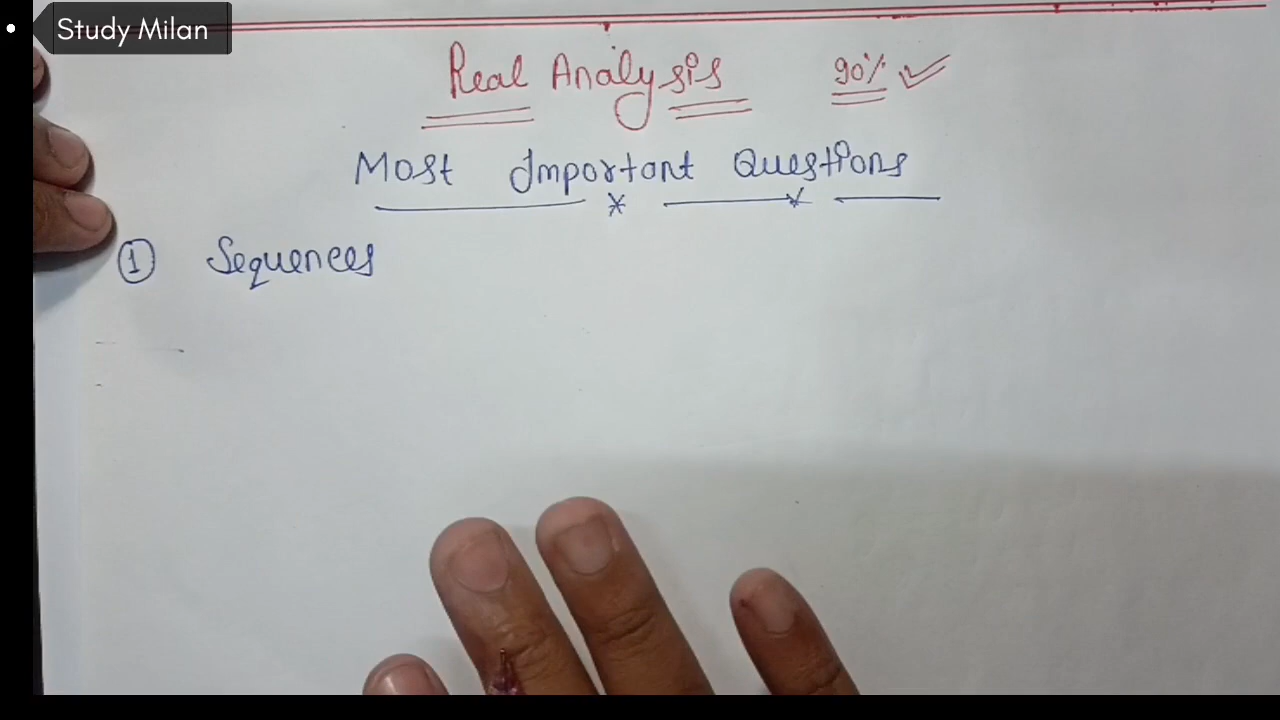 Study Milan
Real Analysis 90% ✓
Most Important Questions
① Sequences